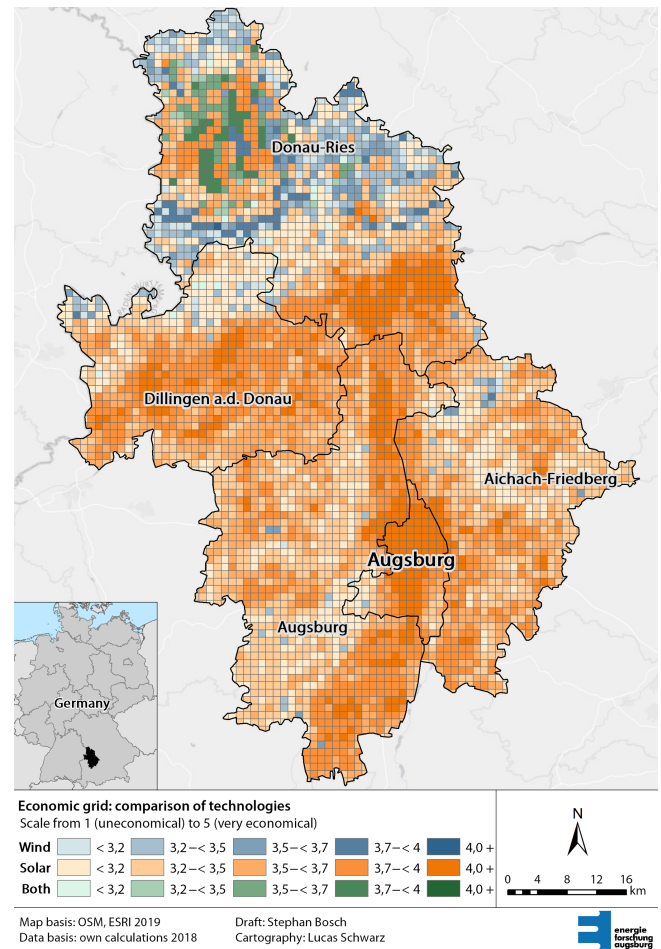 Donau-Ries
Dillingen a.d. Donau
Aichach-Friedberg
Augsburg
Augsburg
Germany
Economic grid: comparison of technologies
Scale from 1 (uneconomical) to 5 (very economical)
Wind < 3,2 3,2–< 3,5 3,5–< 3,7 3,7–< 4 4,0 +
Solar < 3,2 3,2–< 3,5 3,5–< 3,7 3,7–< 4 4,0 +
Both < 3,2 3,2–< 3,5 3,5–< 3,7 3,7–< 4 4,0 +
N
0 4 8 12 16
km
Map basis: OSM, ESRI 2019
Data basis: own calculations 2018
Draft: Stephan Bosch
Cartography: Lucas Schwarz
energie
forschung
augsburg